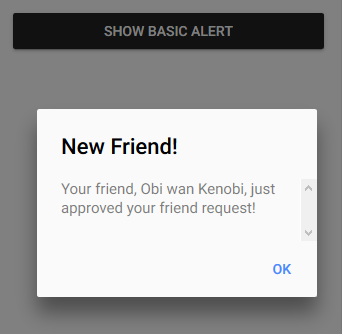 SHOW BASIC ALERT
New Friend!
Your friend, Obi wan Kenobi, just
approved your friend request!
OK